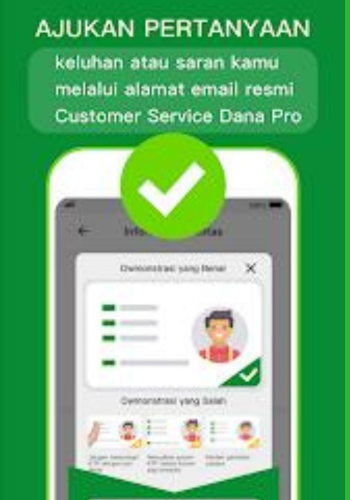 AJUKAN PERTANYAAN
keluhan atau saran kamu
melalui alamat email resmi
Customer Service Dana Pro
Demonstrasi yang Benar
Demonstrasi yang Salah